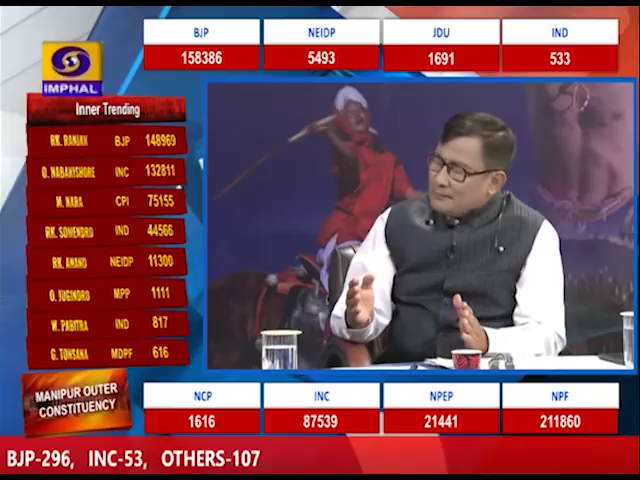 BJP NEIDP JDU IND
158386 5493 1691 533
IMPHAL
Inner Trending
RK. RANJAN BJP 148969
O. NABAKISHORE INC 132811
M. NARA CPI 75155
RK. SOMENDRO IND 44566
RK. ANAND NEIDP 11300
O. JUGINDRO MPP 1111
W. PABITRA IND 817
G. TONSANA MDPF 616
MANIPUR OUTER
CONSTITUENCY
NCP INC NPEP NPF
1616 87539 21441 211860
BJP-296, INC-53, OTHERS-107